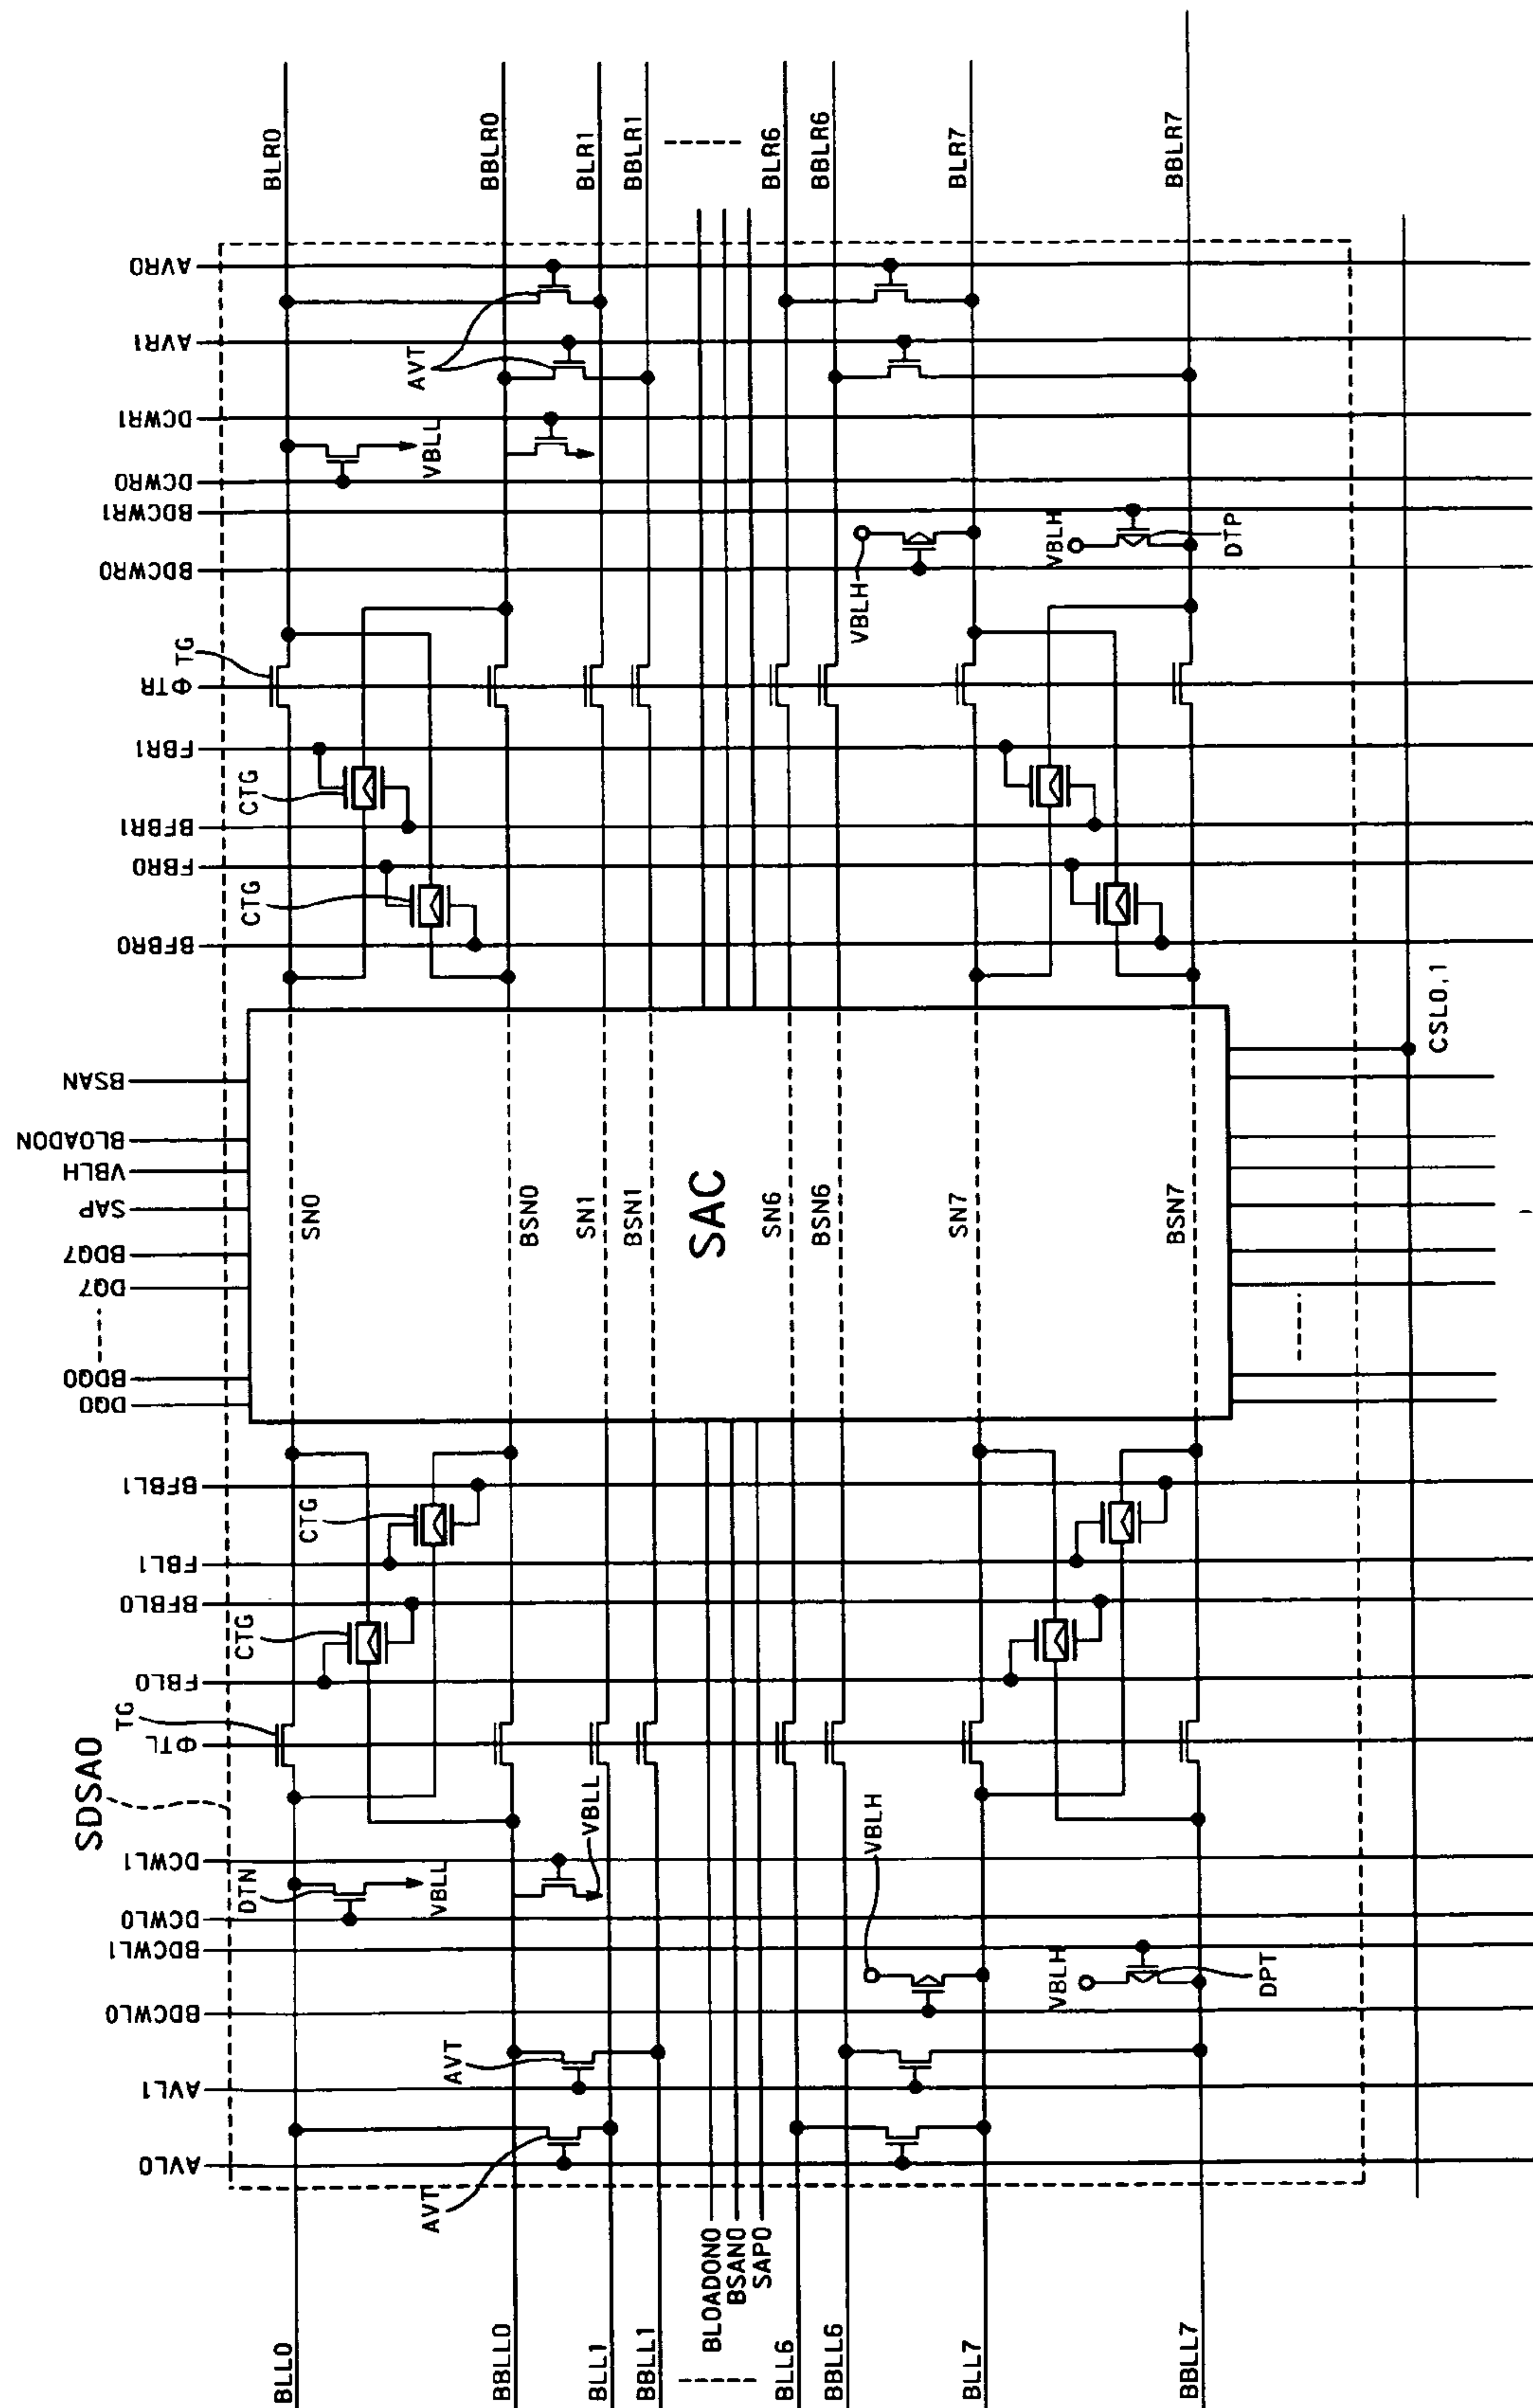 BLR0
BBLR0
BLR1
BBLR1
BLR6
BBLR6
BLR7
BBLR7
AVR0
AVR1
AVT
DCWR1
VBLL
DCWR0
BDCWR1
VBLH
VBLH
DTP
BDCWR0
TG
ΦTR
FBR1
CTG
BFBR1
FBR0
CTG
BFBR0
CSL0,1
BSAN
BLOADON
VBLH
SAP
BDQ7
DQ7
BDQ0
DQ0
SN0
BSN0
SN1
BSN1
SAC
SN6
BSN6
SN7
BSN7
BFBL1
CTG
FBL1
BFBL0
CTG
FBL0
TG
ΦTL
SDSA0
DCWL1
DTN
VBLL
VBLL
VBLH
DCWL0
BDCWL1
VBLH
DPT
BDCWL0
AVT
AVL1
AVL0
AVT
BLOADON0
BSAN0
SAP0
BLL0
BBLL0
BLL1
BBLL1
BLL6
BBLL6
BLL7
BBLL7